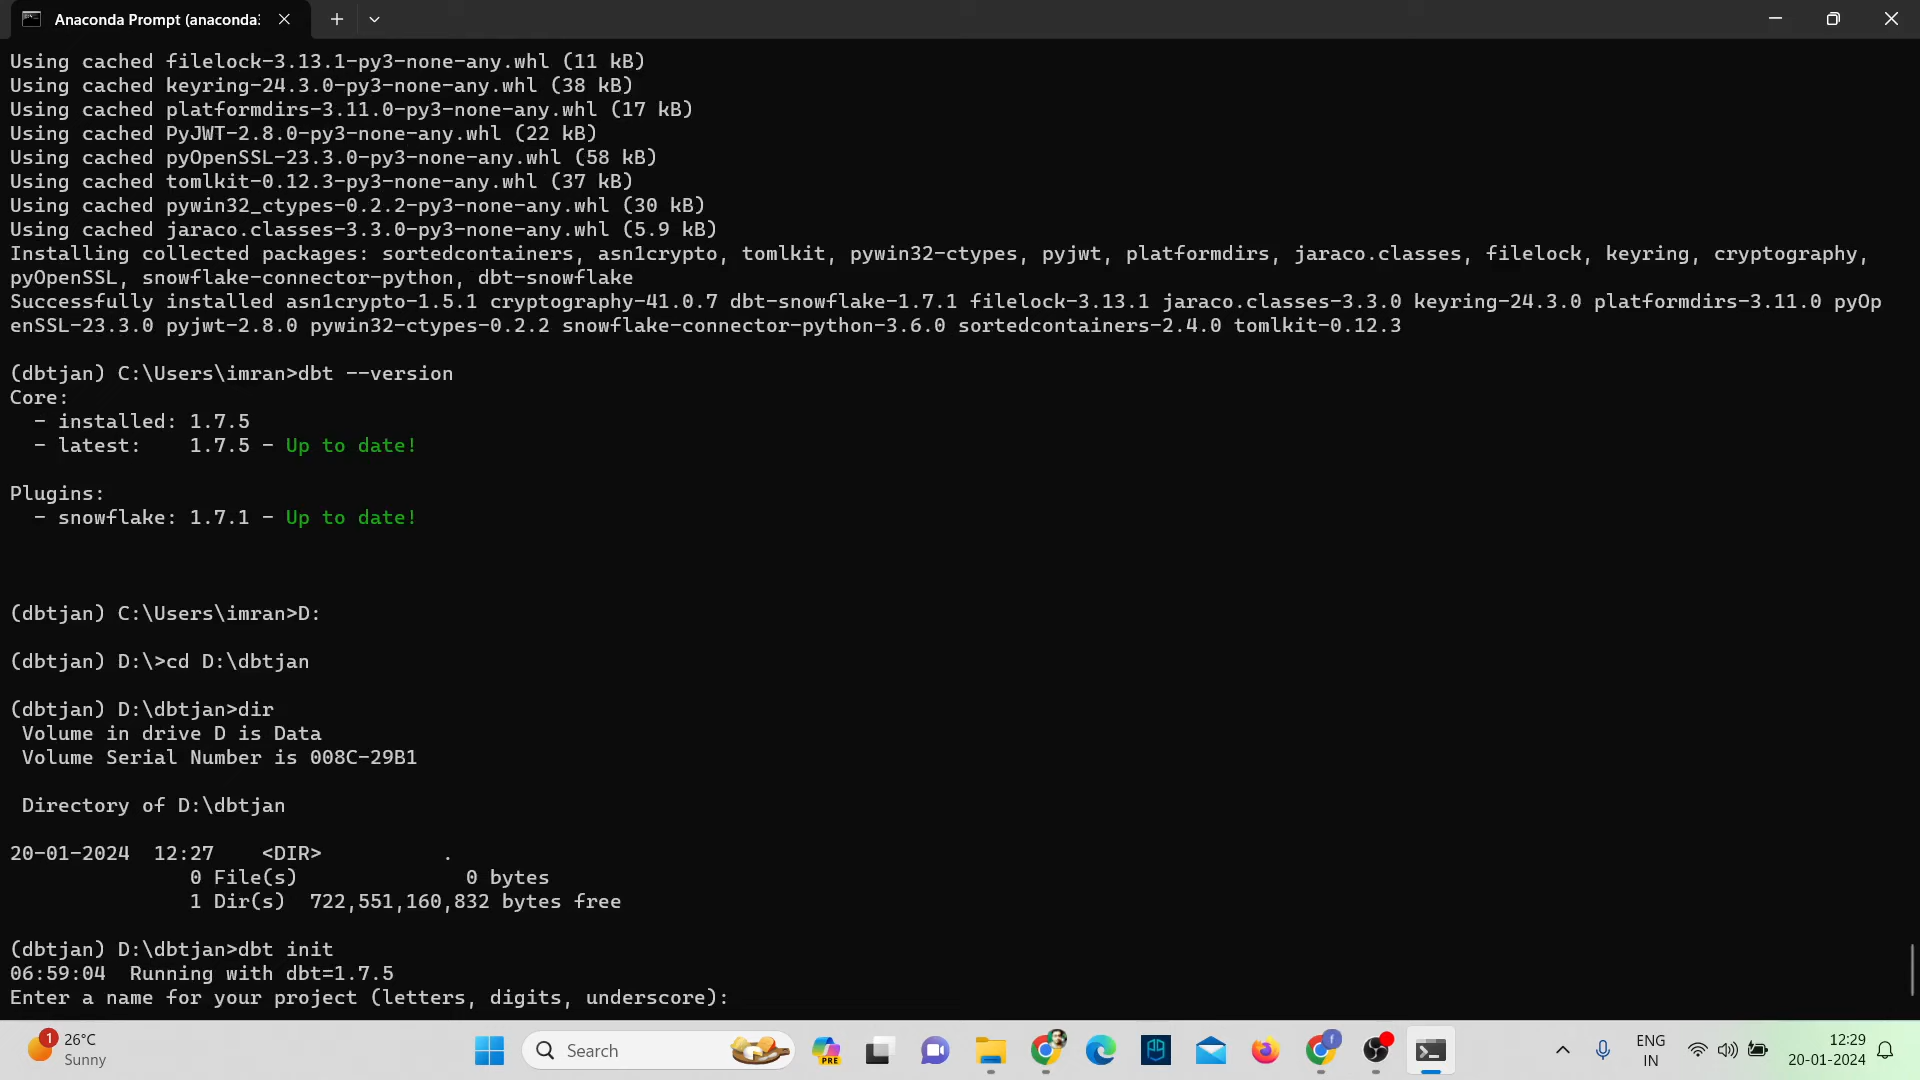 Anaconda Prompt (anaconda:
Using cached filelock-3.13.1-py3-none-any.whl (11 kB)
Using cached keyring-24.3.0-py3-none-any.whl (38 kB)
Using cached platformdirs-3.11.0-py3-none-any.whl (17 kB)
Using cached PyJWT-2.8.0-py3-none-any.whl (22 kB)
Using cached pyOpenSSL-23.3.0-py3-none-any.whl (58 kB)
Using cached tomlkit-0.12.3-py3-none-any.whl (37 kB)
Using cached pywin32_ctypes-0.2.2-py3-none-any.whl (30 kB)
Using cached jaraco.classes-3.3.0-py3-none-any.whl (5.9 kB)
Installing collected packages: sortedcontainers, asn1crypto, tomlkit, pywin32-ctypes, pyjwt, platformdirs, jaraco.classes, filelock, keyring, cryptography,
pyOpenSSL, snowflake-connector-python, dbt-snowflake
Successfully installed asn1crypto-1.5.1 cryptography-41.0.7 dbt-snowflake-1.7.1 filelock-3.13.1 jaraco.classes-3.3.0 keyring-24.3.0 platformdirs-3.11.0 pyOp
enSSL-23.3.0 pyjwt-2.8.0 pywin32-ctypes-0.2.2 snowflake-connector-python-3.6.0 sortedcontainers-2.4.0 tomlkit-0.12.3
(dbtjan) C:\Users\imran>dbt --version
Core:
- installed: 1.7.5
- latest: 1.7.5 - Up to date!
Plugins:
- snowflake: 1.7.1 - Up to date!
(dbtjan) C:\Users\imran>D:
(dbtjan) D:\>cd D:\dbtjan
(dbtjan) D:\dbtjan>dir
Volume in drive D is Data
Volume Serial Number is 008C-29B1
Directory of D:\dbtjan
20-01-2024 12:27 <DIR> .
0 File(s) 0 bytes
1 Dir(s) 722,551,160,832 bytes free
(dbtjan) D:\dbtjan>dbt init
06:59:04 Running with dbt=1.7.5
Enter a name for your project (letters, digits, underscore):
1
26°C
Sunny
Search
PRE
ENG
IN
12:29
20-01-2024